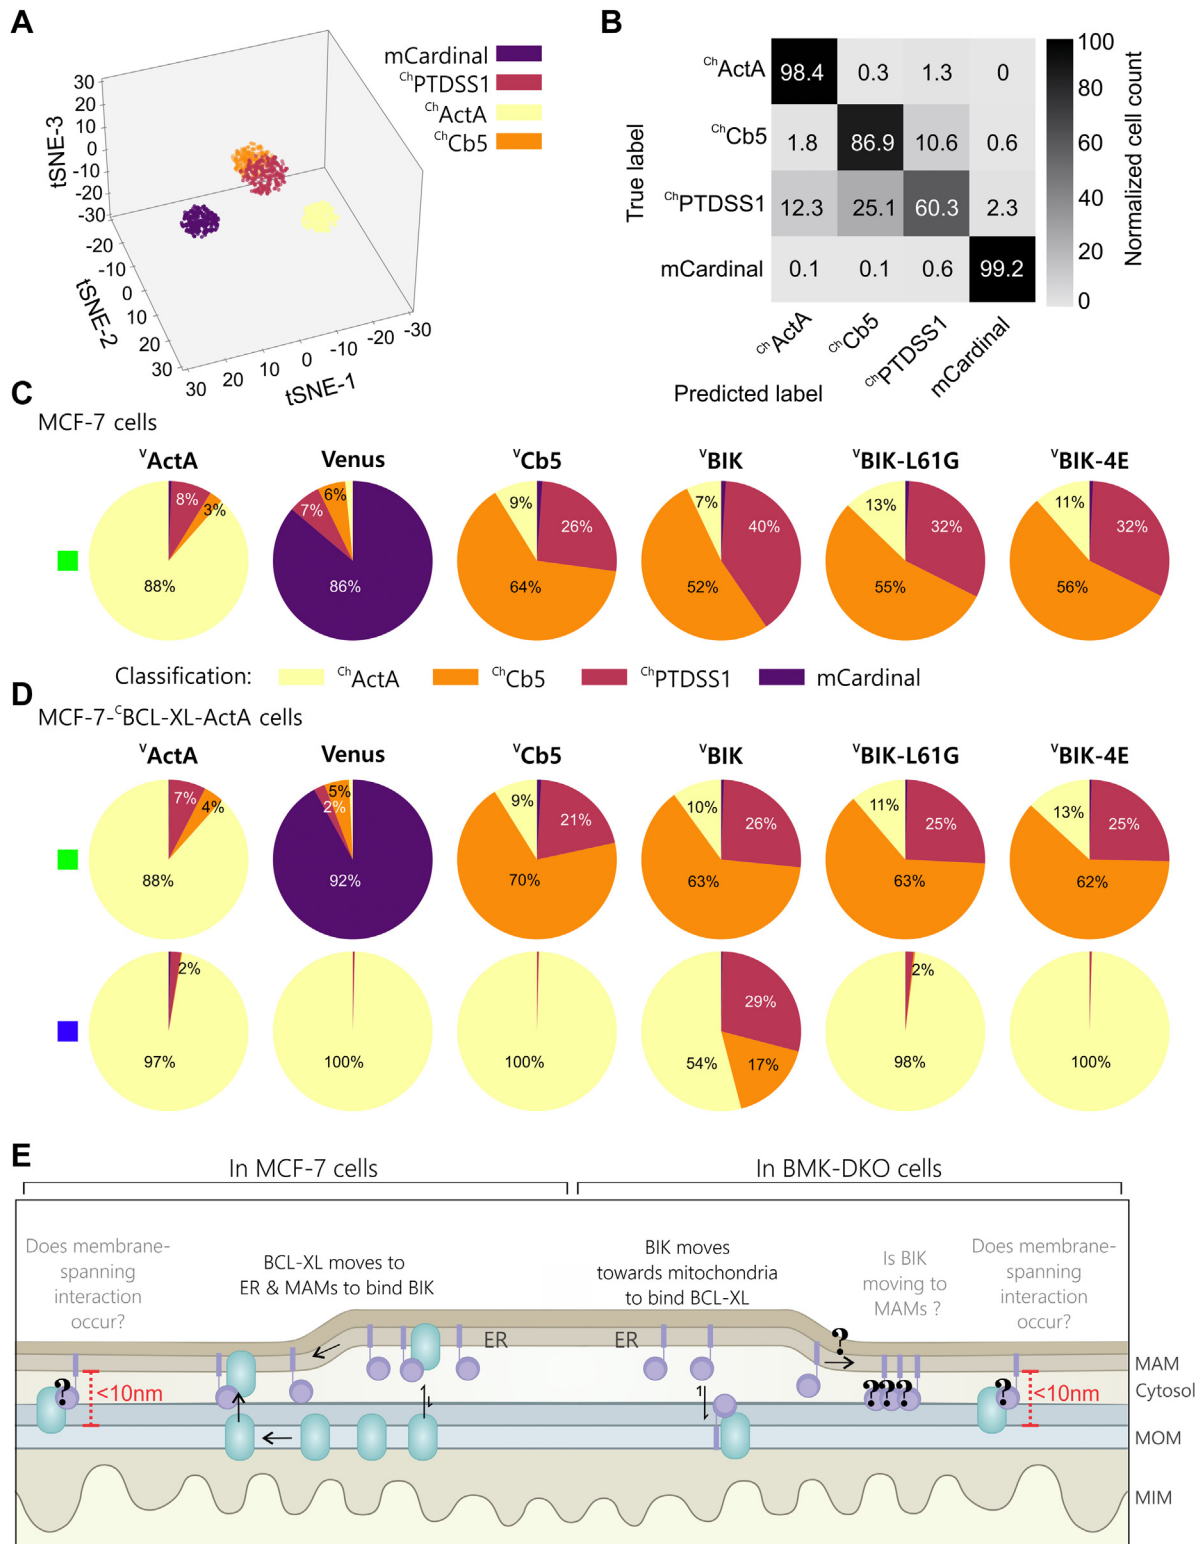 A
mCardinal
ChPTDSS1
ChActA
ChCb5
tSNE-3
30
20
10
0
-10
-20
-30
tSNE-2
-20
-10
0
10
20
30
tSNE-1
30
20
10
0
-10
-20
-30
B
True label
ChActA
98.4 0.3 1.3 0
ChCb5
1.8 86.9 10.6 0.6
ChPTDSS1
12.3 25.1 60.3 2.3
mCardinal
0.1 0.1 0.6 99.2
ChActA
ChCb5
ChPTDSS1
mCardinal
Predicted label
100
80
60
40
20
0
Normalized cell count
C
MCF-7 cells
VActA Venus VCb5 VBIK VBIK-L61G VBIK-4E
8% 3% 88%
7% 6% 86%
9% 26% 64%
7% 40% 52%
13% 32% 55%
11% 32% 56%
Classification: ChActA ChCb5 ChPTDSS1 mCardinal
D
MCF-7-CBCL-XL-ActA cells
VActA Venus VCb5 VBIK VBIK-L61G VBIK-4E
7% 4% 88%
2% 5% 92%
9% 21% 70%
10% 26% 63%
11% 25% 63%
13% 25% 62%
2% 97%
100%
100%
29% 17% 54%
2% 98%
100%
E
In MCF-7 cells
In BMK-DKO cells
Does membrane-
spanning
interaction
occur?
BCL-XL moves to
ER & MAMs to bind BIK
BIK moves
towards mitochondria
to bind BCL-XL
Is BIK
moving to
MAMs ?
Does membrane-
spanning
interaction
occur?
ER
ER
?
?
<10nm
1
1
? ? ?
?
<10nm
MAM
Cytosol
MOM
MIM